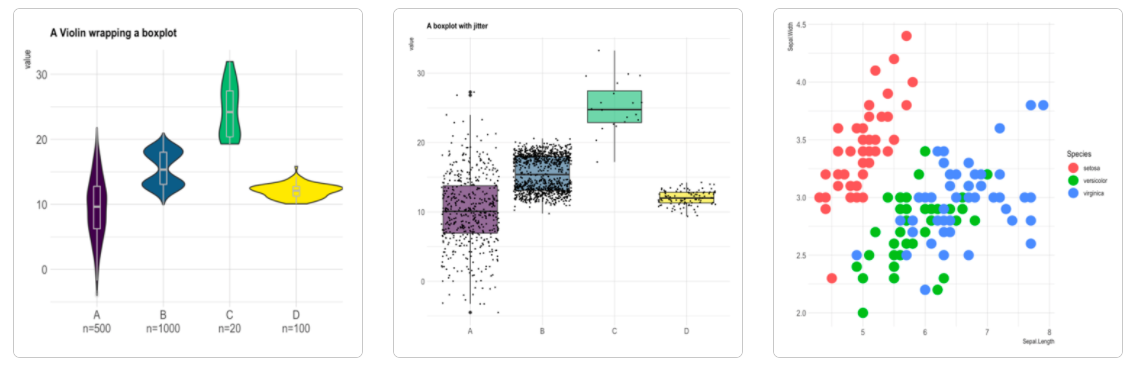 A Violin wrapping a boxplot
value
30
20
10
0
A
n=500
B
n=1000
C
n=20
D
n=100
A boxplot with jitter
value
30
20
10
0
A
B
C
D
Sepal.Width
4.5
4.0
3.5
3.0
2.5
2.0
5
6
7
8
Sepal.Length
Species
setosa
versicolor
virginica